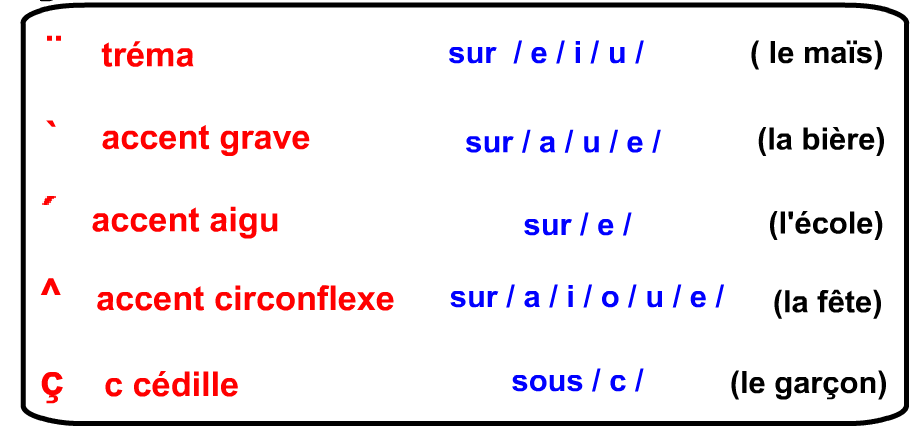 ¨ tréma sur / e / i / u / ( le maïs)
` accent grave sur / a / u / e / (la bière)
´ accent aigu sur / e / (l'école)
^ accent circonflexe sur / a / i / o / u / e / (la fête)
ç c cédille sous / c / (le garçon)